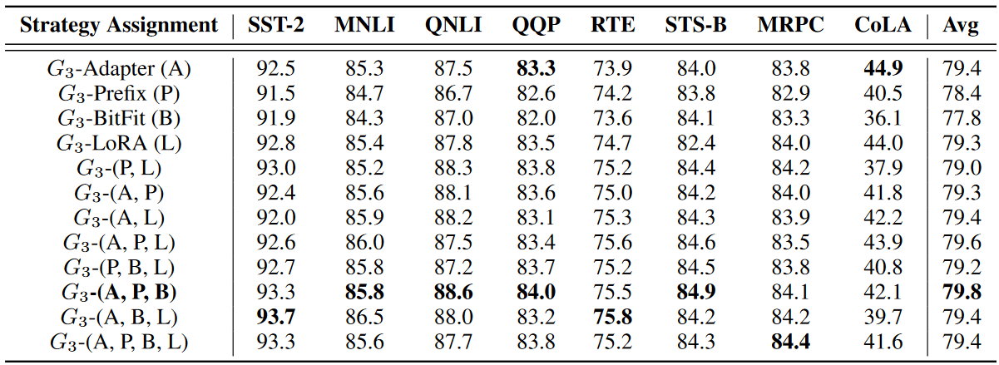 Strategy Assignment SST-2 MNLI QNLI QQP RTE STS-B MRPC CoLA Avg
G₃-Adapter (A) 92.5 85.3 87.5 83.3 73.9 84.0 83.8 44.9 79.4
G₃-Prefix (P) 91.5 84.7 86.7 82.6 74.2 83.8 82.9 40.5 78.4
G₃-BitFit (B) 91.9 84.3 87.0 82.0 73.6 84.1 83.3 36.1 77.8
G₃-LoRA (L) 92.8 85.4 87.8 83.5 74.7 82.4 84.0 44.0 79.3
G₃-(P, L) 93.0 85.2 88.3 83.8 75.2 84.4 84.2 37.9 79.0
G₃-(A, P) 92.4 85.6 88.1 83.6 75.0 84.2 84.0 41.8 79.3
G₃-(A, L) 92.0 85.9 88.2 83.1 75.3 84.3 83.9 42.2 79.4
G₃-(A, P, L) 92.6 86.0 87.5 83.4 75.6 84.6 83.5 43.9 79.6
G₃-(P, B, L) 92.7 85.8 87.2 83.7 75.2 84.5 83.8 40.8 79.2
G₃-(A, P, B) 93.3 85.8 88.6 84.0 75.5 84.9 84.1 42.1 79.8
G₃-(A, B, L) 93.7 86.5 88.0 83.2 75.8 84.2 84.2 39.7 79.4
G₃-(A, P, B, L) 93.3 85.6 87.7 83.8 75.2 84.3 84.4 41.6 79.4